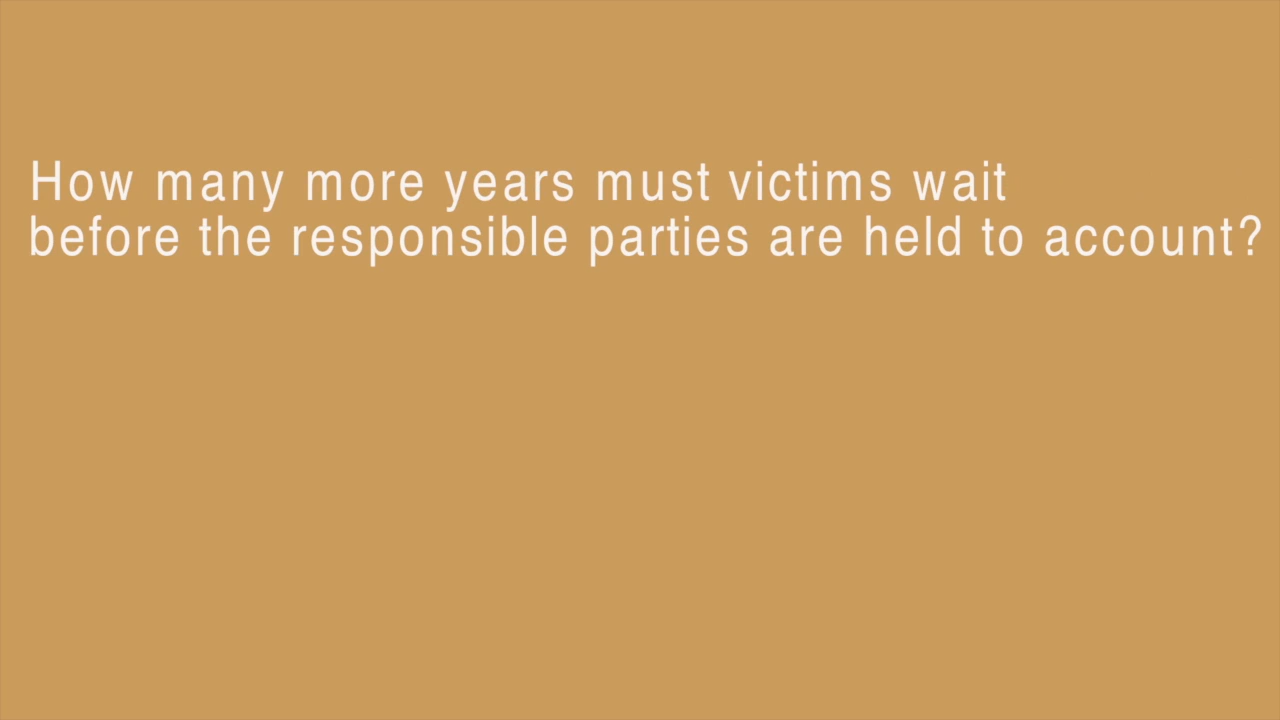 How many more years must victims wait
before the responsible parties are held to account?